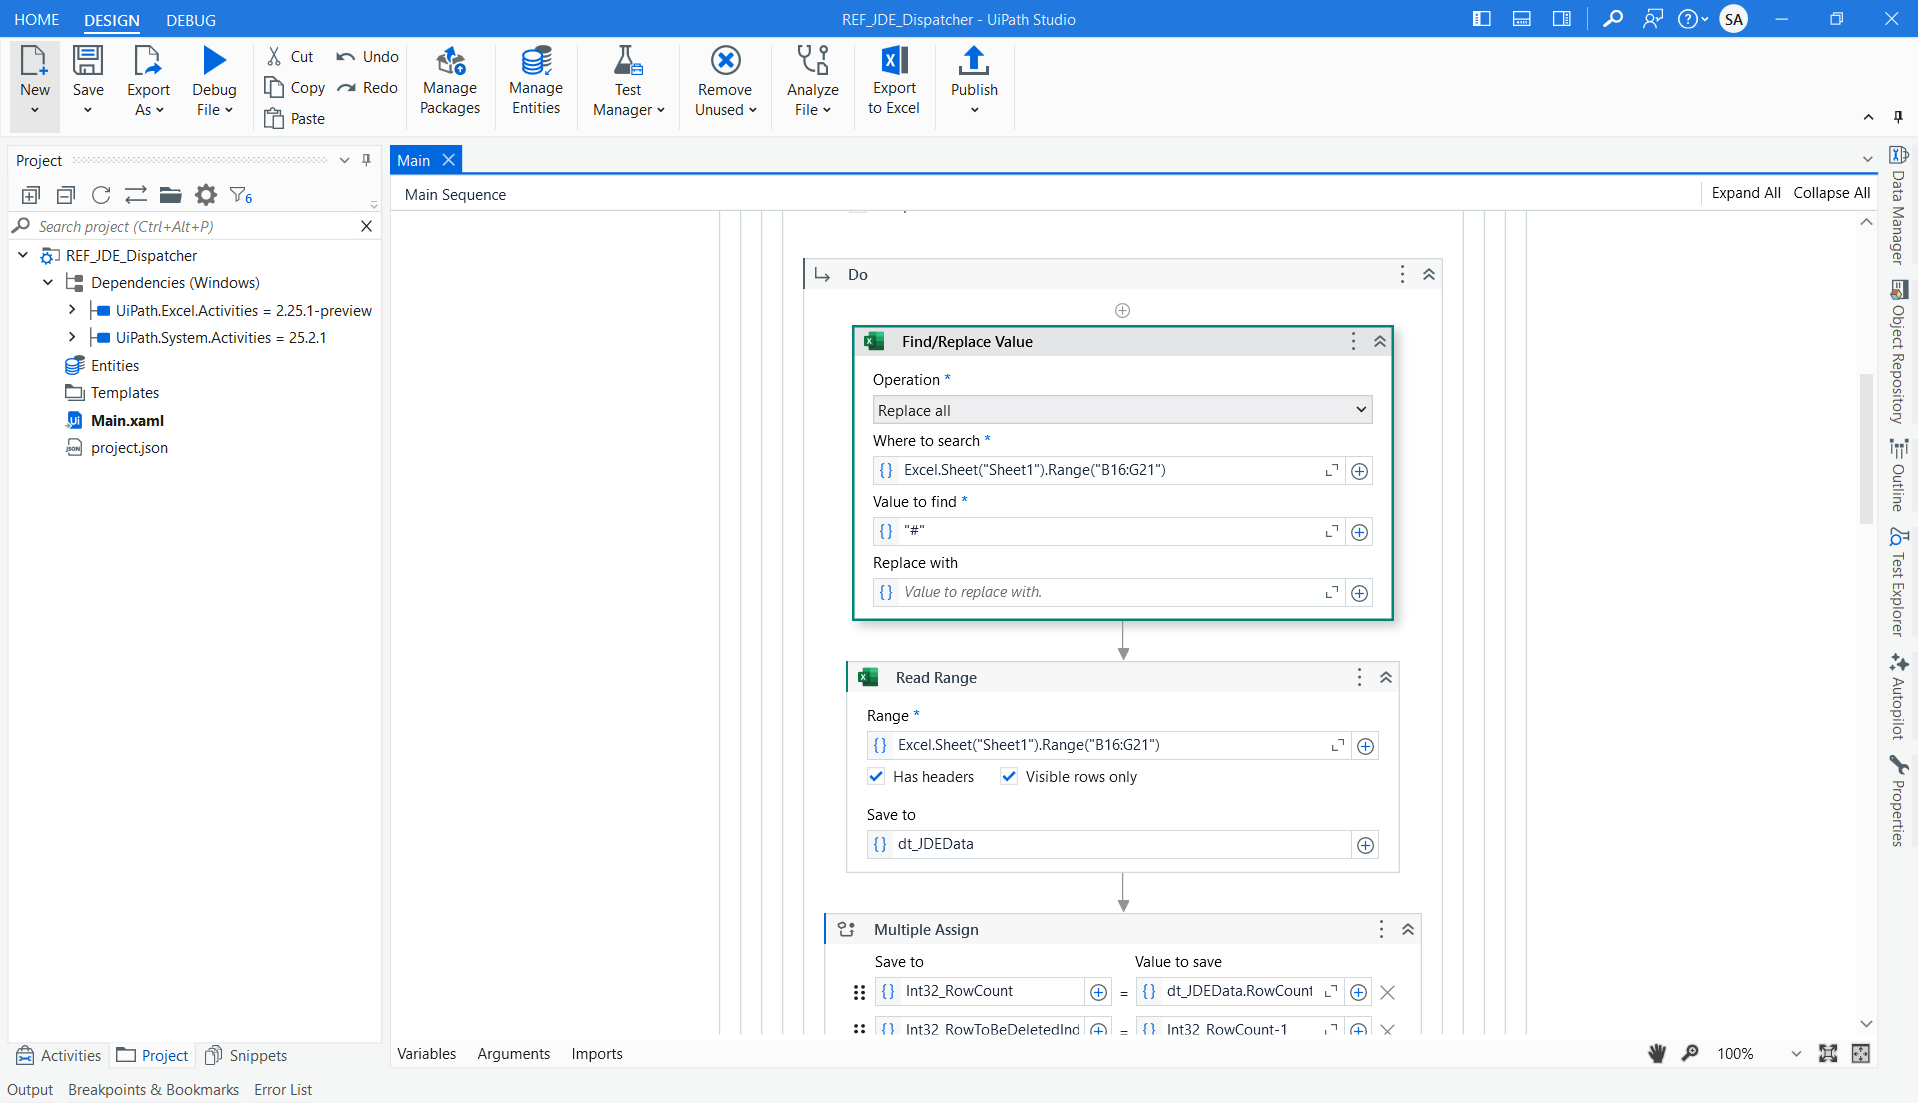 HOME DESIGN DEBUG REF_JDE_Dispatcher - UiPath Studio SA
New Save Export As Debug File Cut Copy Paste Undo Redo Manage Packages Manage Entities Test Manager Remove Unused Analyze File Export to Excel Publish
Project
6
Search project (Ctrl+Alt+P)
REF_JDE_Dispatcher
Dependencies (Windows)
UiPath.Excel.Activities = 2.25.1-preview
UiPath.System.Activities = 25.2.1
Entities
Templates
Main.xaml
project.json
Activities Project Snippets
Main
Main Sequence Expand All Collapse All
Do
Find/Replace Value
Operation *
Replace all
Where to search *
Excel.Sheet("Sheet1").Range("B16:G21")
Value to find *
"#"
Replace with
Value to replace with.
Read Range
Range *
Excel.Sheet("Sheet1").Range("B16:G21")
Has headers Visible rows only
Save to
dt_JDEData
Multiple Assign
Save to Value to save
Int32_RowCount = dt_JDEData.RowCount
Int32_RowToBeDeletedInd = Int32_RowCount-1
Variables Arguments Imports 100%
Data Manager
Object Repository
Outline
Test Explorer
Autopilot
Properties
Output Breakpoints & Bookmarks Error List